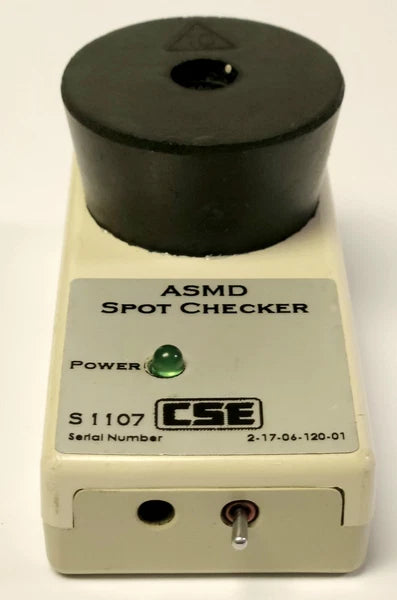 ASMD
SPOT CHECKER
POWER
S 1107 CSE
Serial Number 2-17-06-120-01